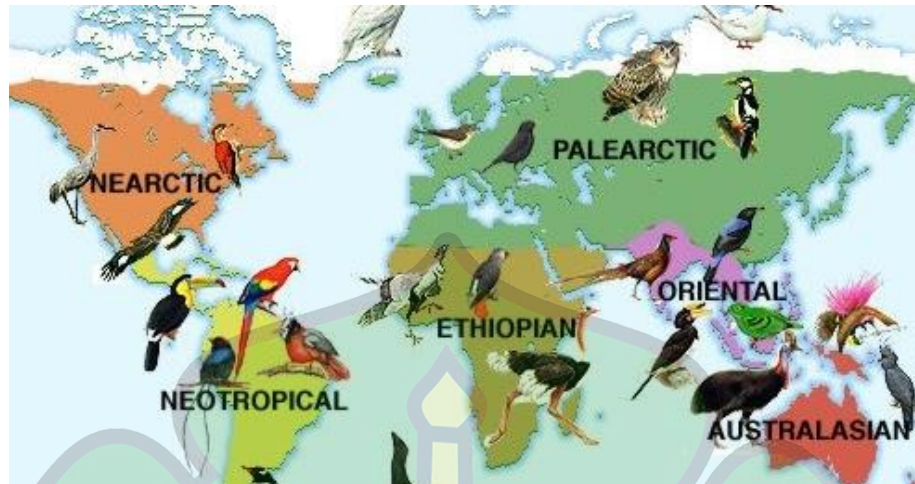 PALEARCTIC
NEARCTIC
ORIENTAL
ETHIOPIAN
NEOTROPICAL
AUSTRALASIAN